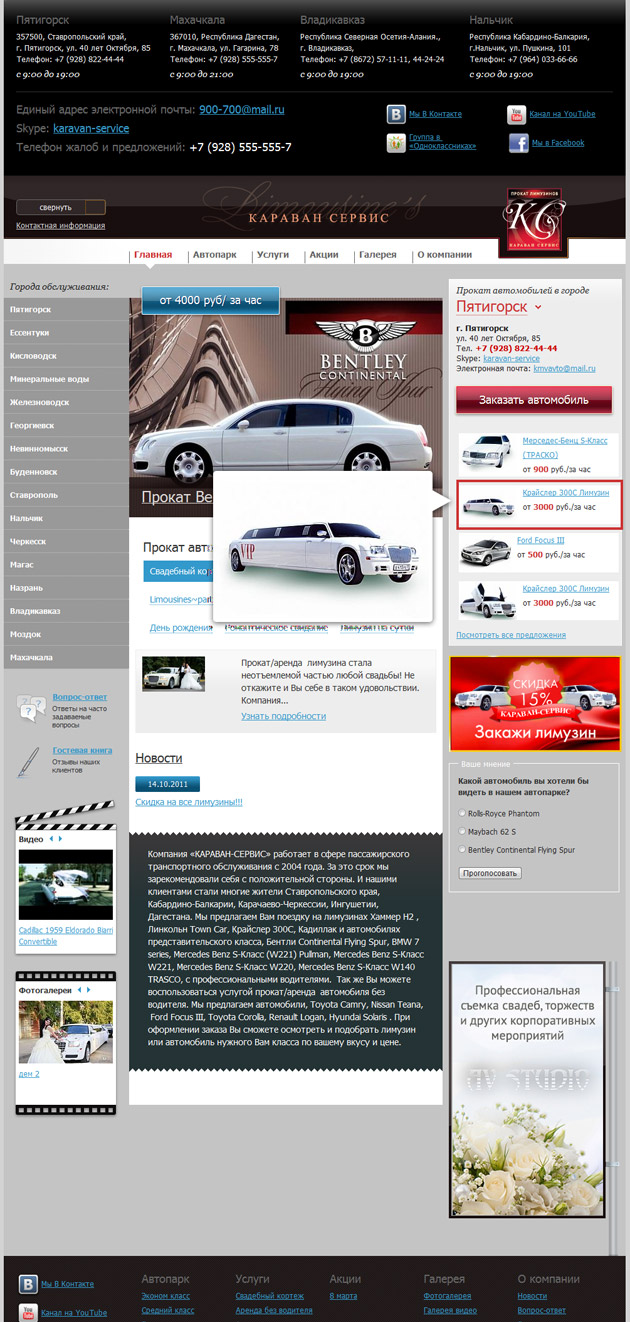 Пятигорск
357500, Ставропольский край,
г. Пятигорск, ул. 40 лет Октября, 85
Телефон: +7 (928) 822-44-44
с 9:00 до 19:00
Махачкала
367010, Республика Дагестан,
г. Махачкала, ул. Гагарина, 78
Телефон: +7 (928) 555-555-7
с 9:00 до 21:00
Владикавказ
Республика Северная Осетия-Алания.,
г. Владикавказ,
Телефон: +7 (8672) 57-11-11, 44-24-24
с 9:00 до 19:00
Нальчик
Республика Кабардино-Балкария,
г.Нальчик, ул. Пушкина, 101
Телефон: +7 (964) 033-66-66
с 9:00 до 19:00
Единый адрес электронной почты: 900-700@mail.ru
Skype: karavan-service
Телефон жалоб и предложений: +7 (928) 555-555-7
Мы В Контакте
Канал на YouTube
Группа в
«Одноклассниках»
Мы в Facebook
свернуть
Контактная информация
Limousine's
КАРАВАН СЕРВИС
ПРОКАТ ЛИМУЗИНОВ
КС
КАРАВАН СЕРВИС
Главная
Автопарк
Услуги
Акции
Галерея
О компании
Города обслуживания:
Пятигорск
Ессентуки
Кисловодск
Минеральные воды
Железноводск
Георгиевск
Невинномысск
Буденновск
Ставрополь
Нальчик
Черкесск
Магас
Назрань
Владикавказ
Моздок
Махачкала
Вопрос-ответ
Ответы на часто
задаваемые
вопросы
Гостевая книга
Отзывы наших
клиентов
Видео
Cadillac 1959 Eldorado Biarri
Convertible
Фотогалерея
дем 2
от 4000 руб/ за час
B
BENTLEY
CONTINENTAL
Flying Spur
Прокат Be
VIP
Прокат авт
Свадебный ко
Limousines~par
День рождения
Романтическое свидание
Лимузин на сутки
Прокат/аренда лимузина стала
неотъемлемой частью любой свадьбы! Не
откажите и Вы себе в таком удовольствии.
Компания...
Узнать подробности
Новости
14.10.2011
Скидка на все лимузины!!!
Компания «КАРАВАН-СЕРВИС» работает в сфере пассажирского
транспортного обслуживания с 2004 года. За это срок мы
зарекомендовали себя с положительной стороны. И нашими
клиентами стали многие жители Ставропольского края,
Кабардино-Балкарии, Карачаево-Черкессии, Ингушетии,
Дагестана. Мы предлагаем Вам поездку на лимузинах Хаммер H2 ,
Линкольн Town Car, Крайслер 300C, Кадиллак и автомобилях
представительского класса, Бентли Continental Flying Spur, BMW 7
series, Mercedes Benz S-Класс (W221) Pullman, Mercedes Benz S-Класс
W221, Mercedes Benz S-Класс W220, Mercedes Benz S-Класс W140
TRASCO, с профессиональными водителями. Так же Вы можете
воспользоваться услугой прокат/аренда автомобиля без
водителя. Мы предлагаем автомобили, Toyota Camry, Nissan Teana,
Ford Focus III, Toyota Corolla, Renault Logan, Hyundai Solaris . При
оформлении заказа Вы сможете осмотреть и подобрать лимузин
или автомобиль нужного Вам класса по вашему вкусу и цене.
Прокат автомобилей в городе
Пятигорск
г. Пятигорск
ул. 40 лет Октября, 85
Тел. +7 (928) 822-44-44
Skype: karavan-service
Электронная почта: kmvavto@mail.ru
Заказать автомобиль
Мерседес-Бенц S-Класс
(ТРАСКО)
от 900 руб./за час
Крайслер 300C Лимузин
от 3000 руб./за час
Ford Focus III
от 500 руб./за час
Крайслер 300C Лимузин
от 3000 руб./за час
Посмотреть все предложения
СКИДКА
15%
КАРАВАН-СЕРВИС
Закажи лимузин
Ваше мнение
Какой автомобиль вы хотели бы
видеть в нашем автопарке?
Rolls-Royce Phantom
Maybach 62 S
Bentley Continental Flying Spur
Проголосовать
Профессиональная
съемка свадеб, торжеств
и других корпоративных
мероприятий
AV STUDIO
Мы В Контакте
Канал на YouTube
Автопарк
Эконом класс
Средний класс
Услуги
Свадебный кортеж
Аренда без водителя
Акции
8 марта
Галерея
Фотогалерея
Галерея видео
О компании
Новости
Вопрос-ответ